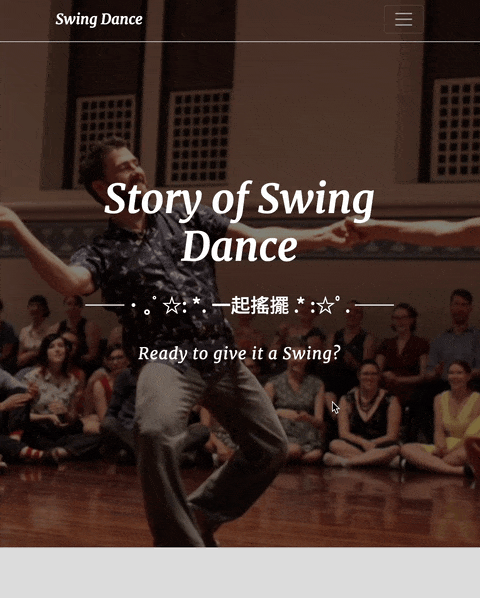 Swing Dance
Story of Swing
Dance
· 。ﾟ☆: *. 一起搖擺 .* :☆ﾟ.
Ready to give it a Swing?